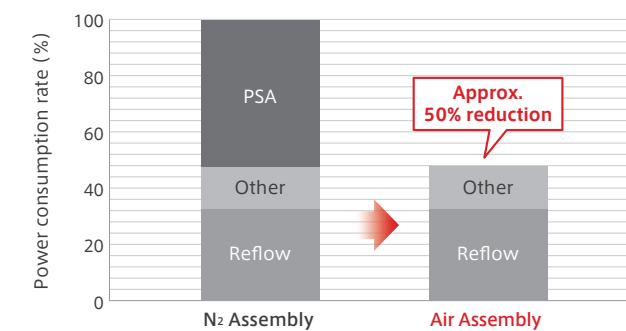 Power consumption rate (%)
100
80
60
40
20
0
PSA
Other
Reflow
Approx.
50% reduction
Other
Reflow
N₂ Assembly
Air Assembly